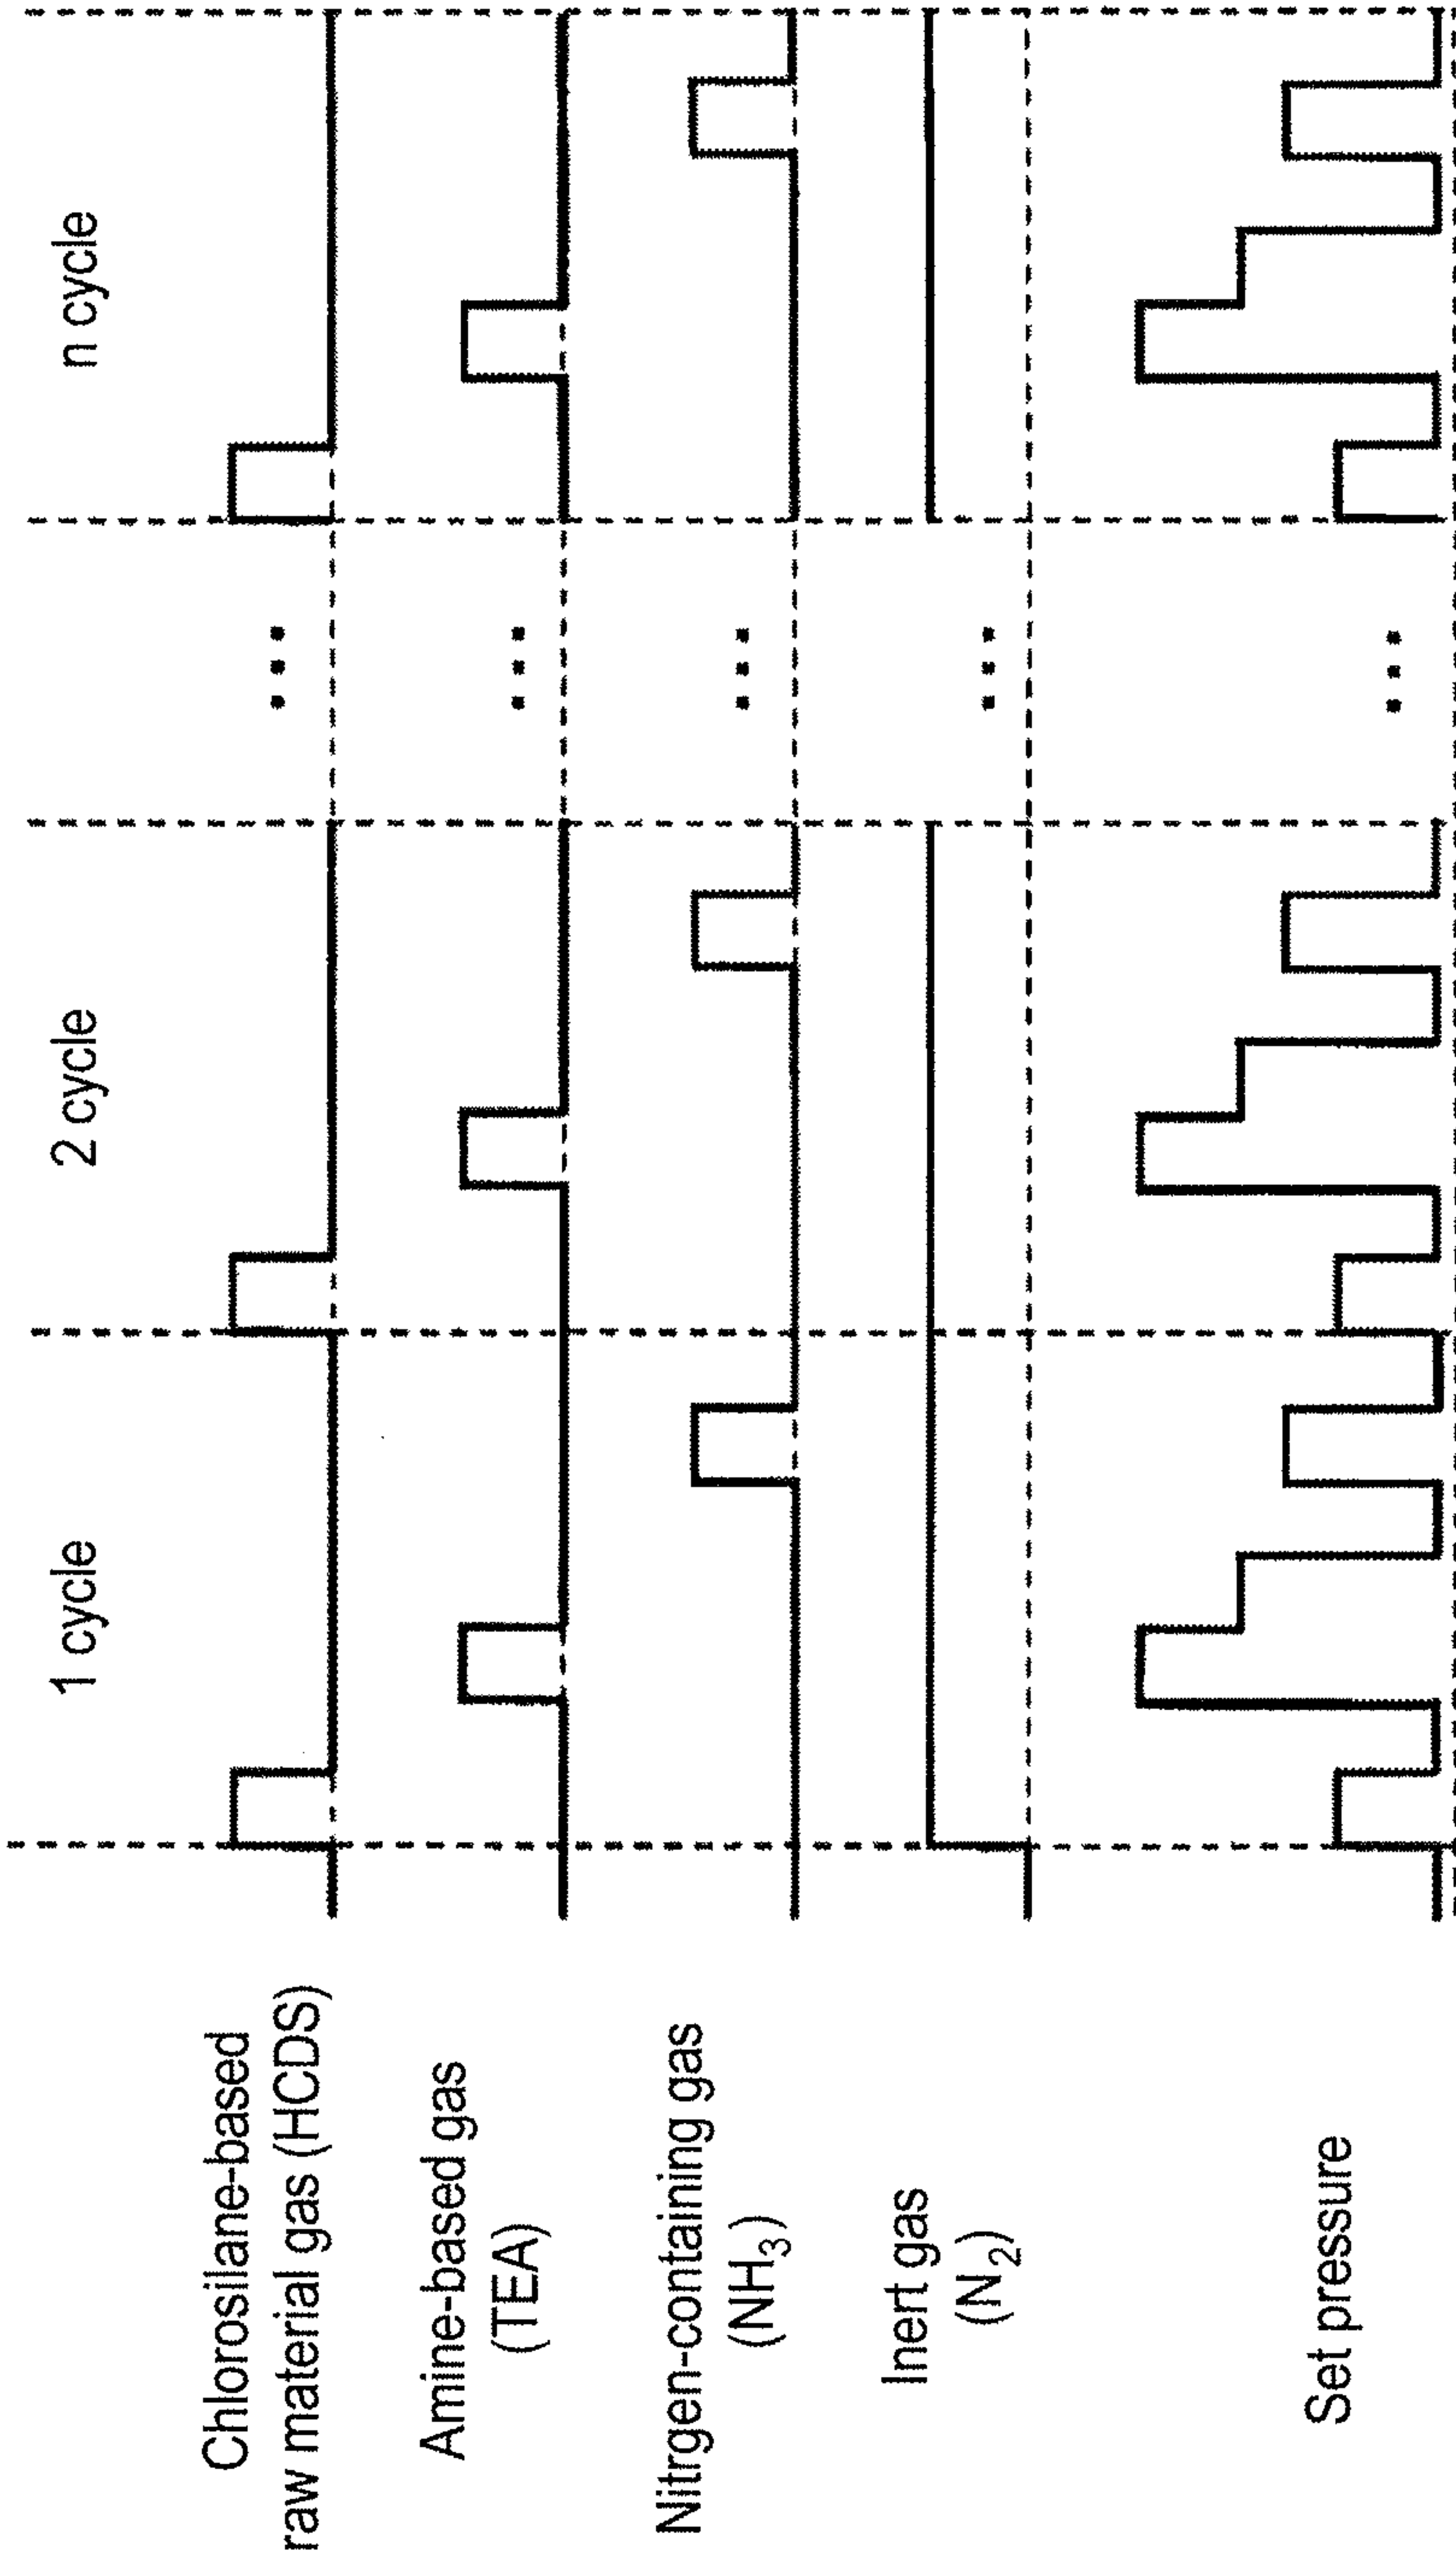 1 cycle
2 cycle
n cycle
Chlorosilane-based
raw material gas (HCDS)
Amine-based gas
(TEA)
Nitrgen-containing gas
(NH₃)
Inert gas
(N₂)
Set pressure